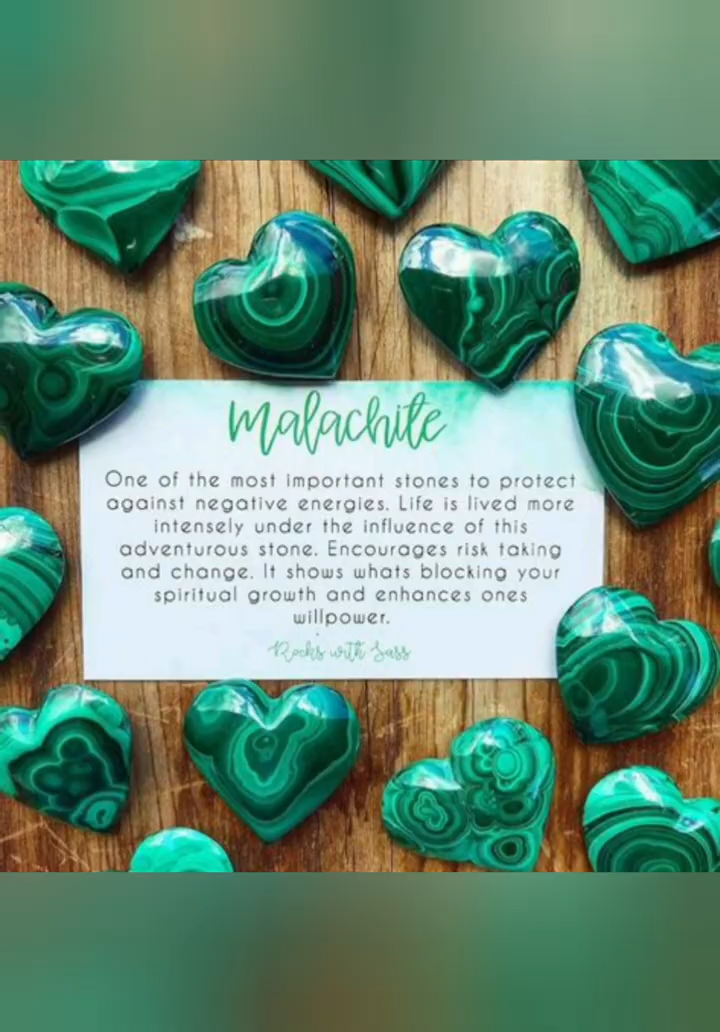 Malachite
One of the most important stones to protect
against negative energies. Life is lived more
intensely under the influence of this
adventurous stone. Encourages risk taking
and change. It shows whats blocking your
spiritual growth and enhances ones
willpower.
Rocks with Sass